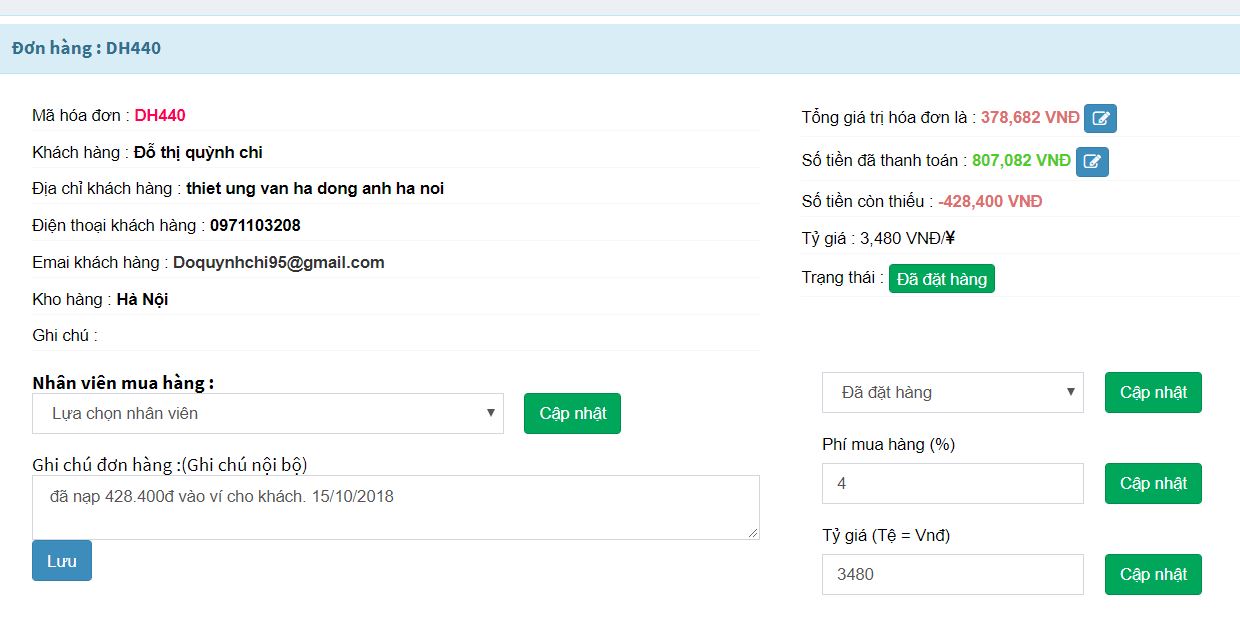 Đơn hàng : DH440
Mã hóa đơn : DH440
Khách hàng : Đỗ thị quỳnh chi
Địa chỉ khách hàng : thiet ung van ha dong anh ha noi
Điện thoại khách hàng : 0971103208
Emai khách hàng : Doquynhchi95@gmail.com
Kho hàng : Hà Nội
Ghi chú :
Nhân viên mua hàng :
Lựa chọn nhân viên
Cập nhật
Ghi chú đơn hàng :(Ghi chú nội bộ)
đã nạp 428.400đ vào ví cho khách. 15/10/2018
Lưu
Tổng giá trị hóa đơn là : 378,682 VNĐ
Số tiền đã thanh toán : 807,082 VNĐ
Số tiền còn thiếu : -428,400 VNĐ
Tỷ giá : 3,480 VNĐ/¥
Trạng thái : Đã đặt hàng
Đã đặt hàng
Cập nhật
Phí mua hàng (%)
4
Cập nhật
Tỷ giá (Tệ = Vnđ)
3480
Cập nhật